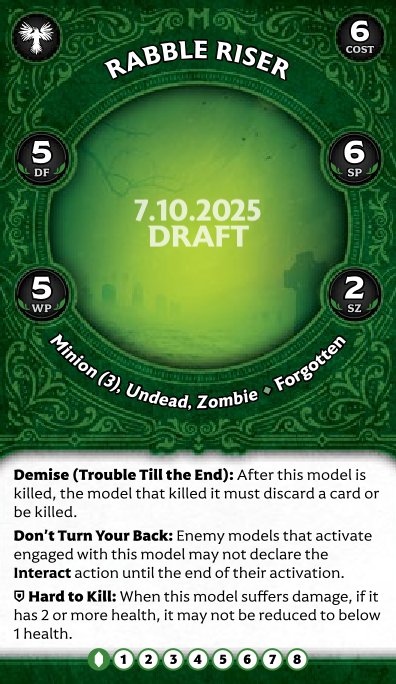 RABBLE RISER
6
COST
5
DF
6
SP
7.10.2025
DRAFT
5
WP
2
SZ
Minion (3), Undead, Zombie ♦ Forgotten
Demise (Trouble Till the End): After this model is
killed, the model that killed it must discard a card or
be killed.
Don't Turn Your Back: Enemy models that activate
engaged with this model may not declare the
Interact action until the end of their activation.
Hard to Kill: When this model suffers damage, if it
has 2 or more health, it may not be reduced to below
1 health.
1 2 3 4 5 6 7 8